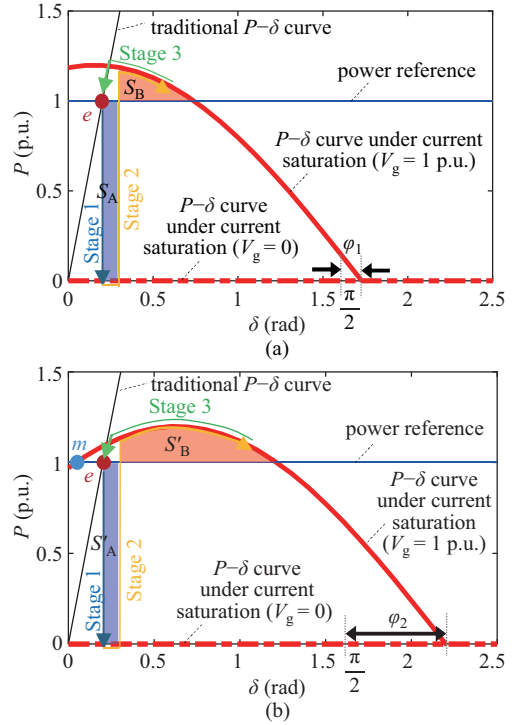 1.5
traditional P−δ curve
Stage 3
S_B
power reference
1
e
P (p.u.)
P−δ curve under current
saturation (V_g = 1 p.u.)
S_A
Stage 1
Stage 2
0.5
P−δ curve
under current
saturation (V_g = 0)
φ_1
0
0 0.5 1 1.5 π/2 2 2.5
δ (rad)
(a)
1.5
traditional P−δ curve
Stage 3
m
S′_B
power reference
1
e
P (p.u.)
P−δ curve
under current
saturation
(V_g = 1 p.u.)
S′_A
Stage 1
Stage 2
0.5
P−δ curve
under current
saturation (V_g = 0)
φ_2
0
0 0.5 1 1.5 π/2 2 2.5
δ (rad)
(b)